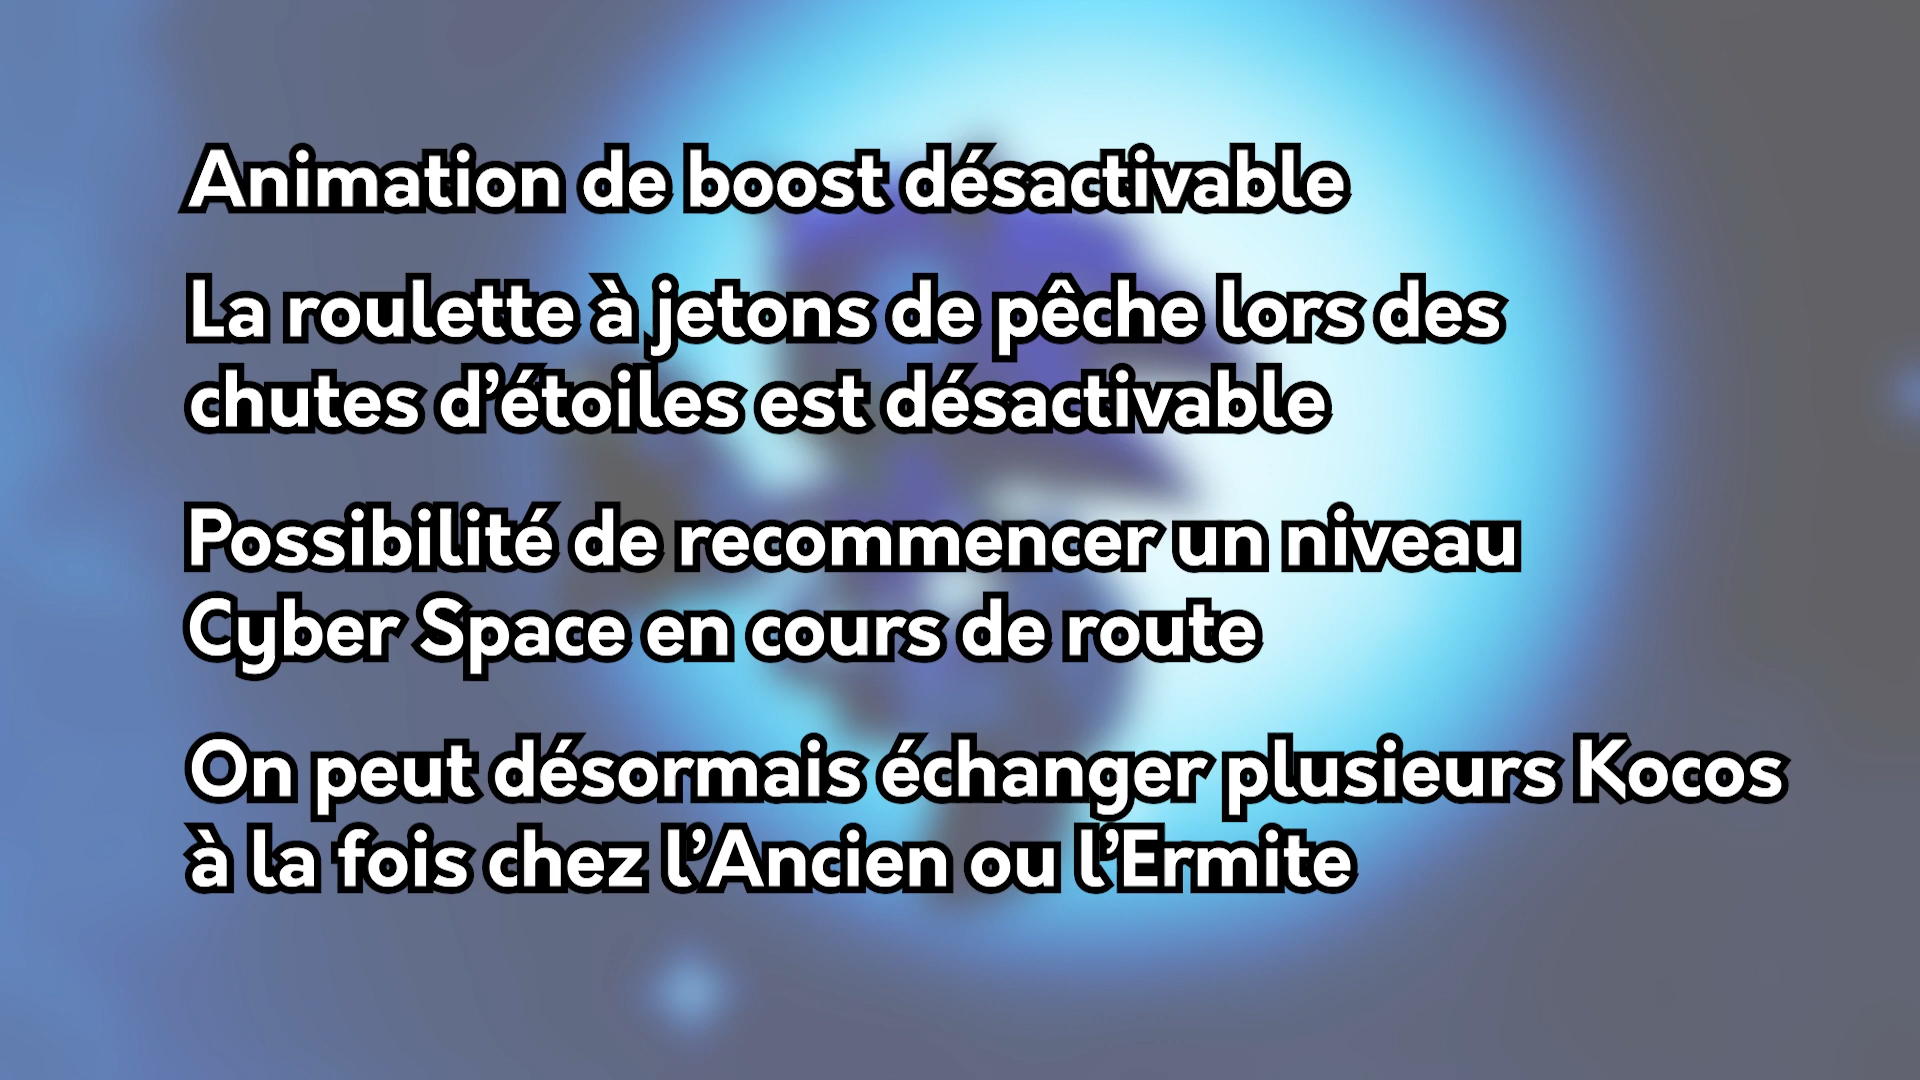 Animation de boost désactivable
La roulette à jetons de pêche lors des
chutes d’étoiles est désactivable
Possibilité de recommencer un niveau
Cyber Space en cours de route
On peut désormais échanger plusieurs Kocos
à la fois chez l’Ancien ou l’Ermite